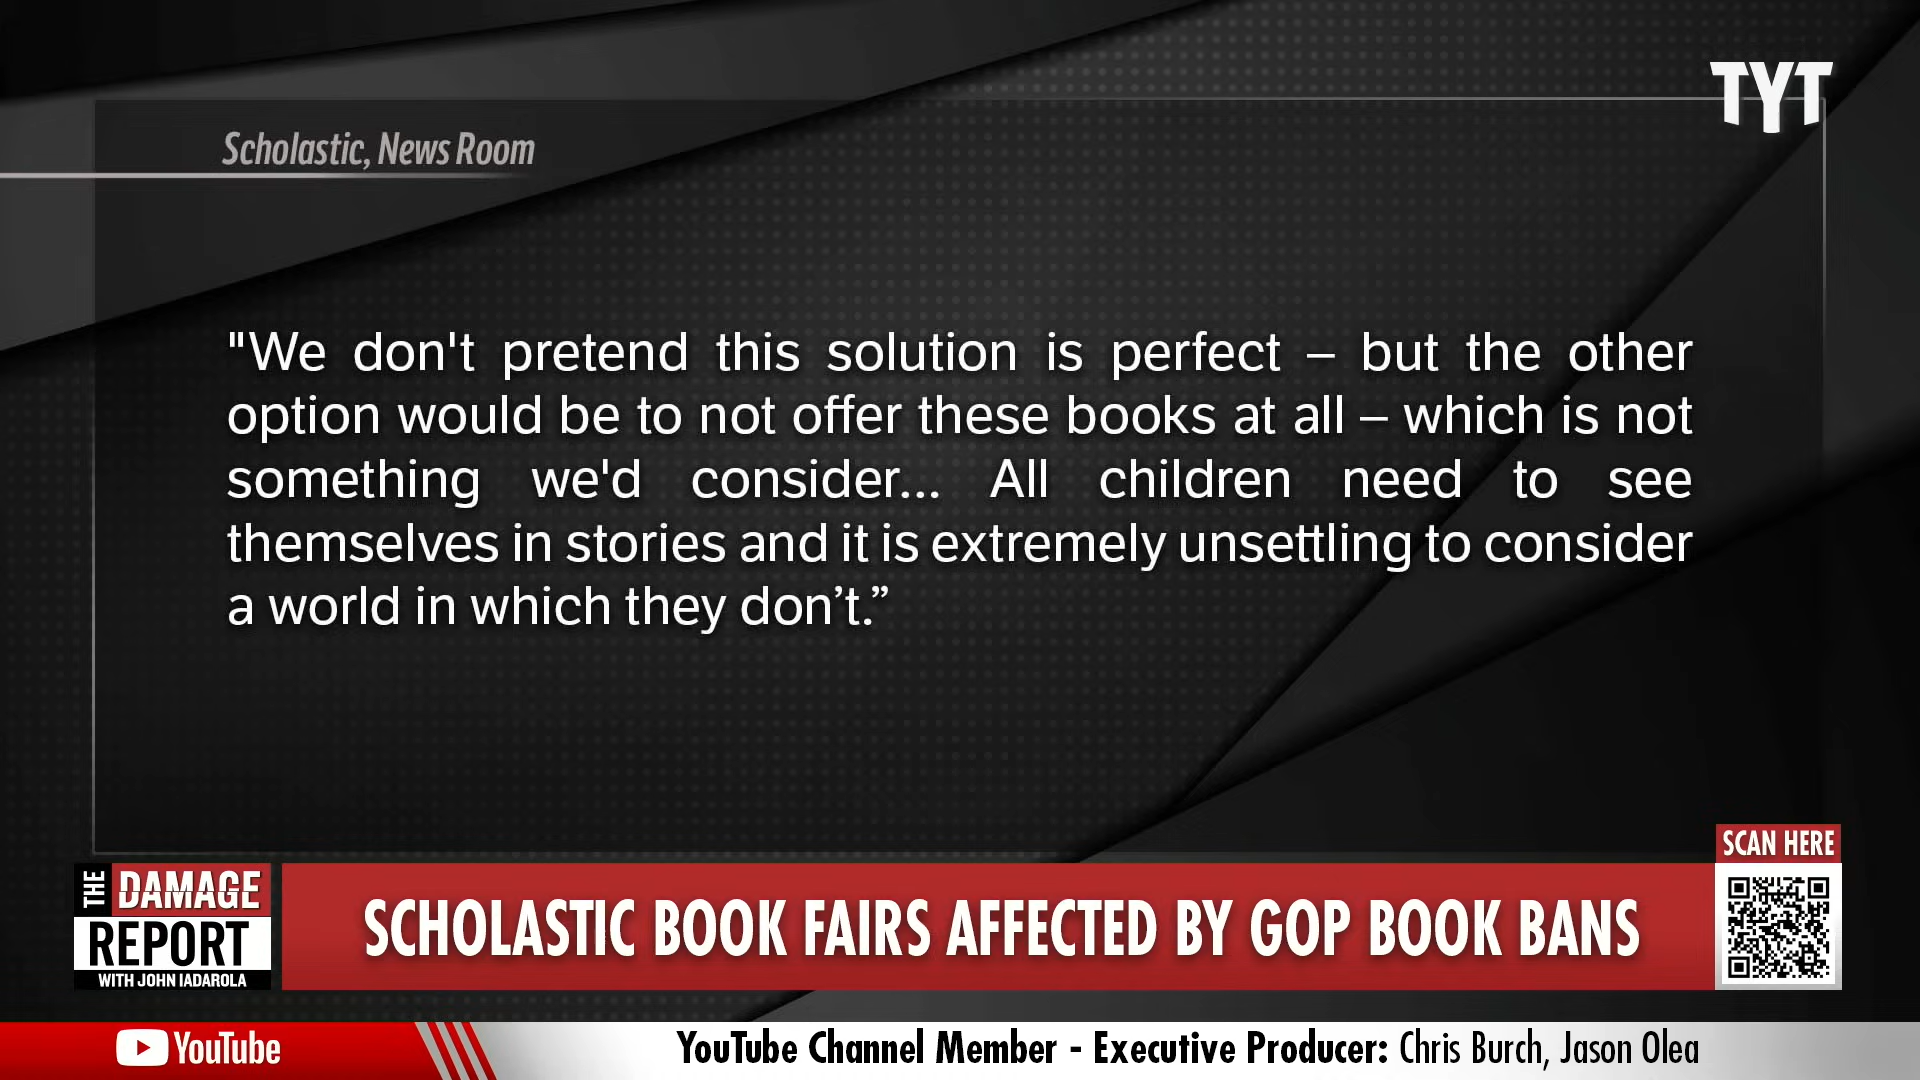 TYT
Scholastic, News Room
"We don't pretend this solution is perfect – but the other
option would be to not offer these books at all – which is not
something we'd consider... All children need to see
themselves in stories and it is extremely unsettling to consider
a world in which they don’t.”
SCAN HERE
THE DAMAGE
REPORT
WITH JOHN IADAROLA
SCHOLASTIC BOOK FAIRS AFFECTED BY GOP BOOK BANS
YouTube
YouTube Channel Member - Executive Producer: Chris Burch, Jason Olea